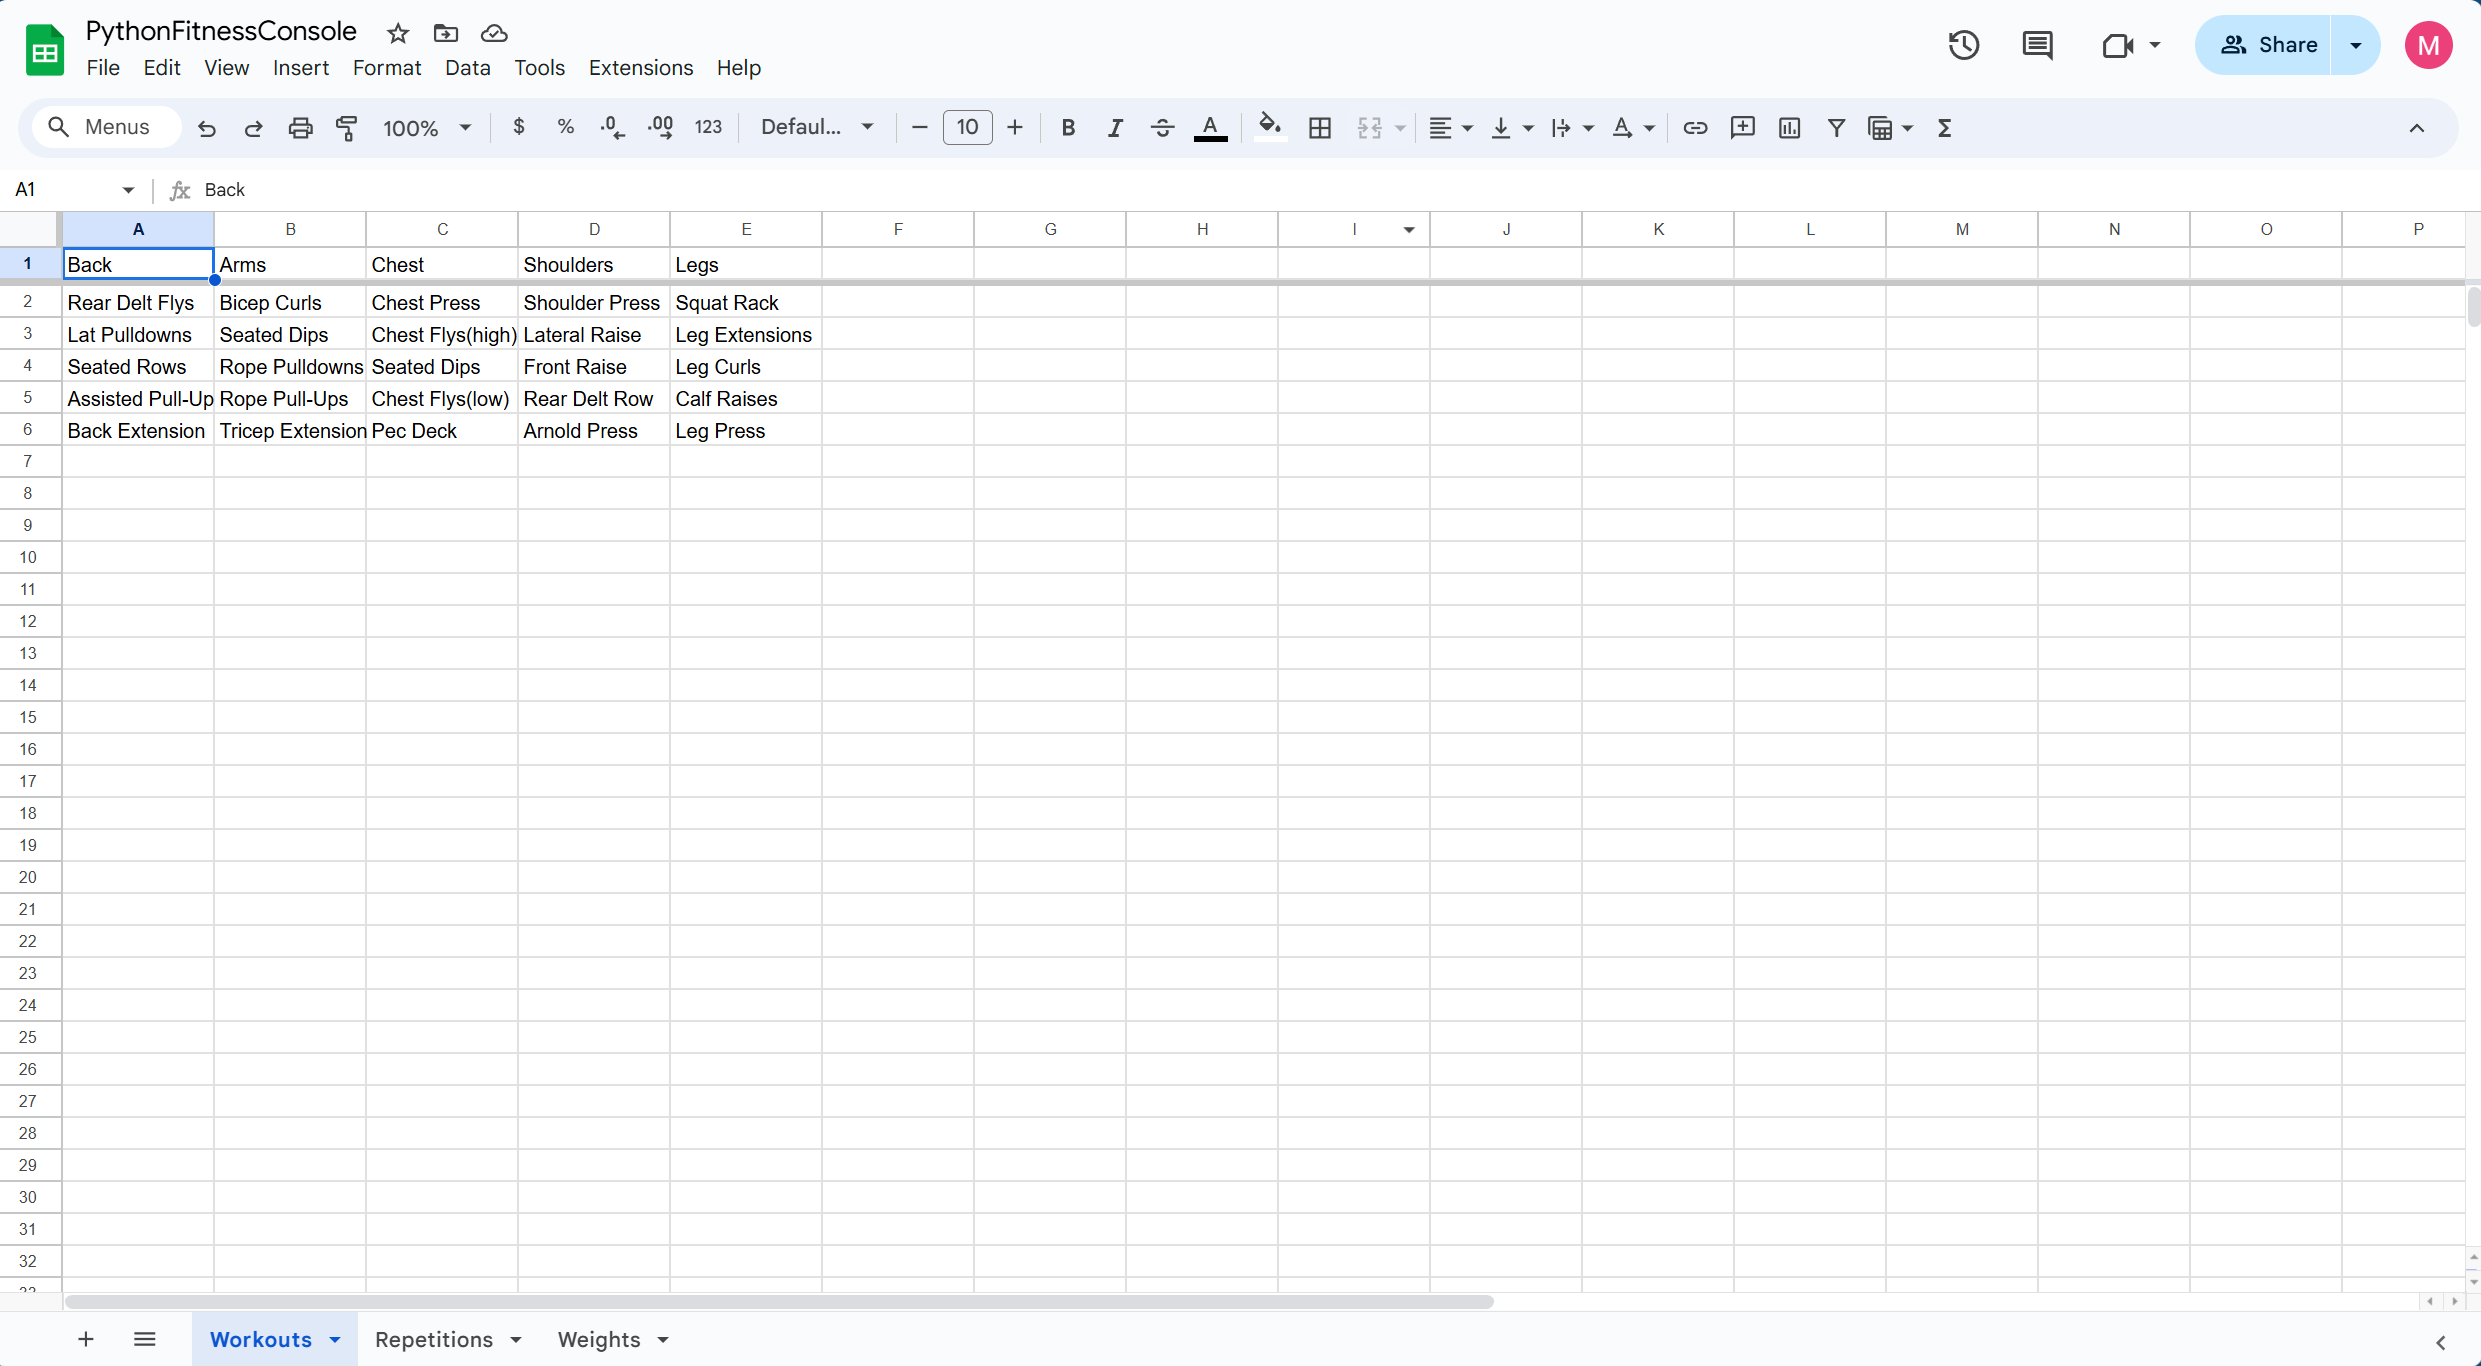 PythonFitnessConsole
File Edit View Insert Format Data Tools Extensions Help
Share
M
Menus 100% $ % .0 .00 123 Defaul... 10 B I S A A Σ
A1 fx Back
A B C D E F G H I J K L M N O P
1 Back Arms Chest Shoulders Legs
2 Rear Delt Flys Bicep Curls Chest Press Shoulder Press Squat Rack
3 Lat Pulldowns Seated Dips Chest Flys(high) Lateral Raise Leg Extensions
4 Seated Rows Rope Pulldowns Seated Dips Front Raise Leg Curls
5 Assisted Pull-Up Rope Pull-Ups Chest Flys(low) Rear Delt Row Calf Raises
6 Back Extension Tricep Extension Pec Deck Arnold Press Leg Press
7
8
9
10
11
12
13
14
15
16
17
18
19
20
21
22
23
24
25
26
27
28
29
30
31
32
Workouts Repetitions Weights